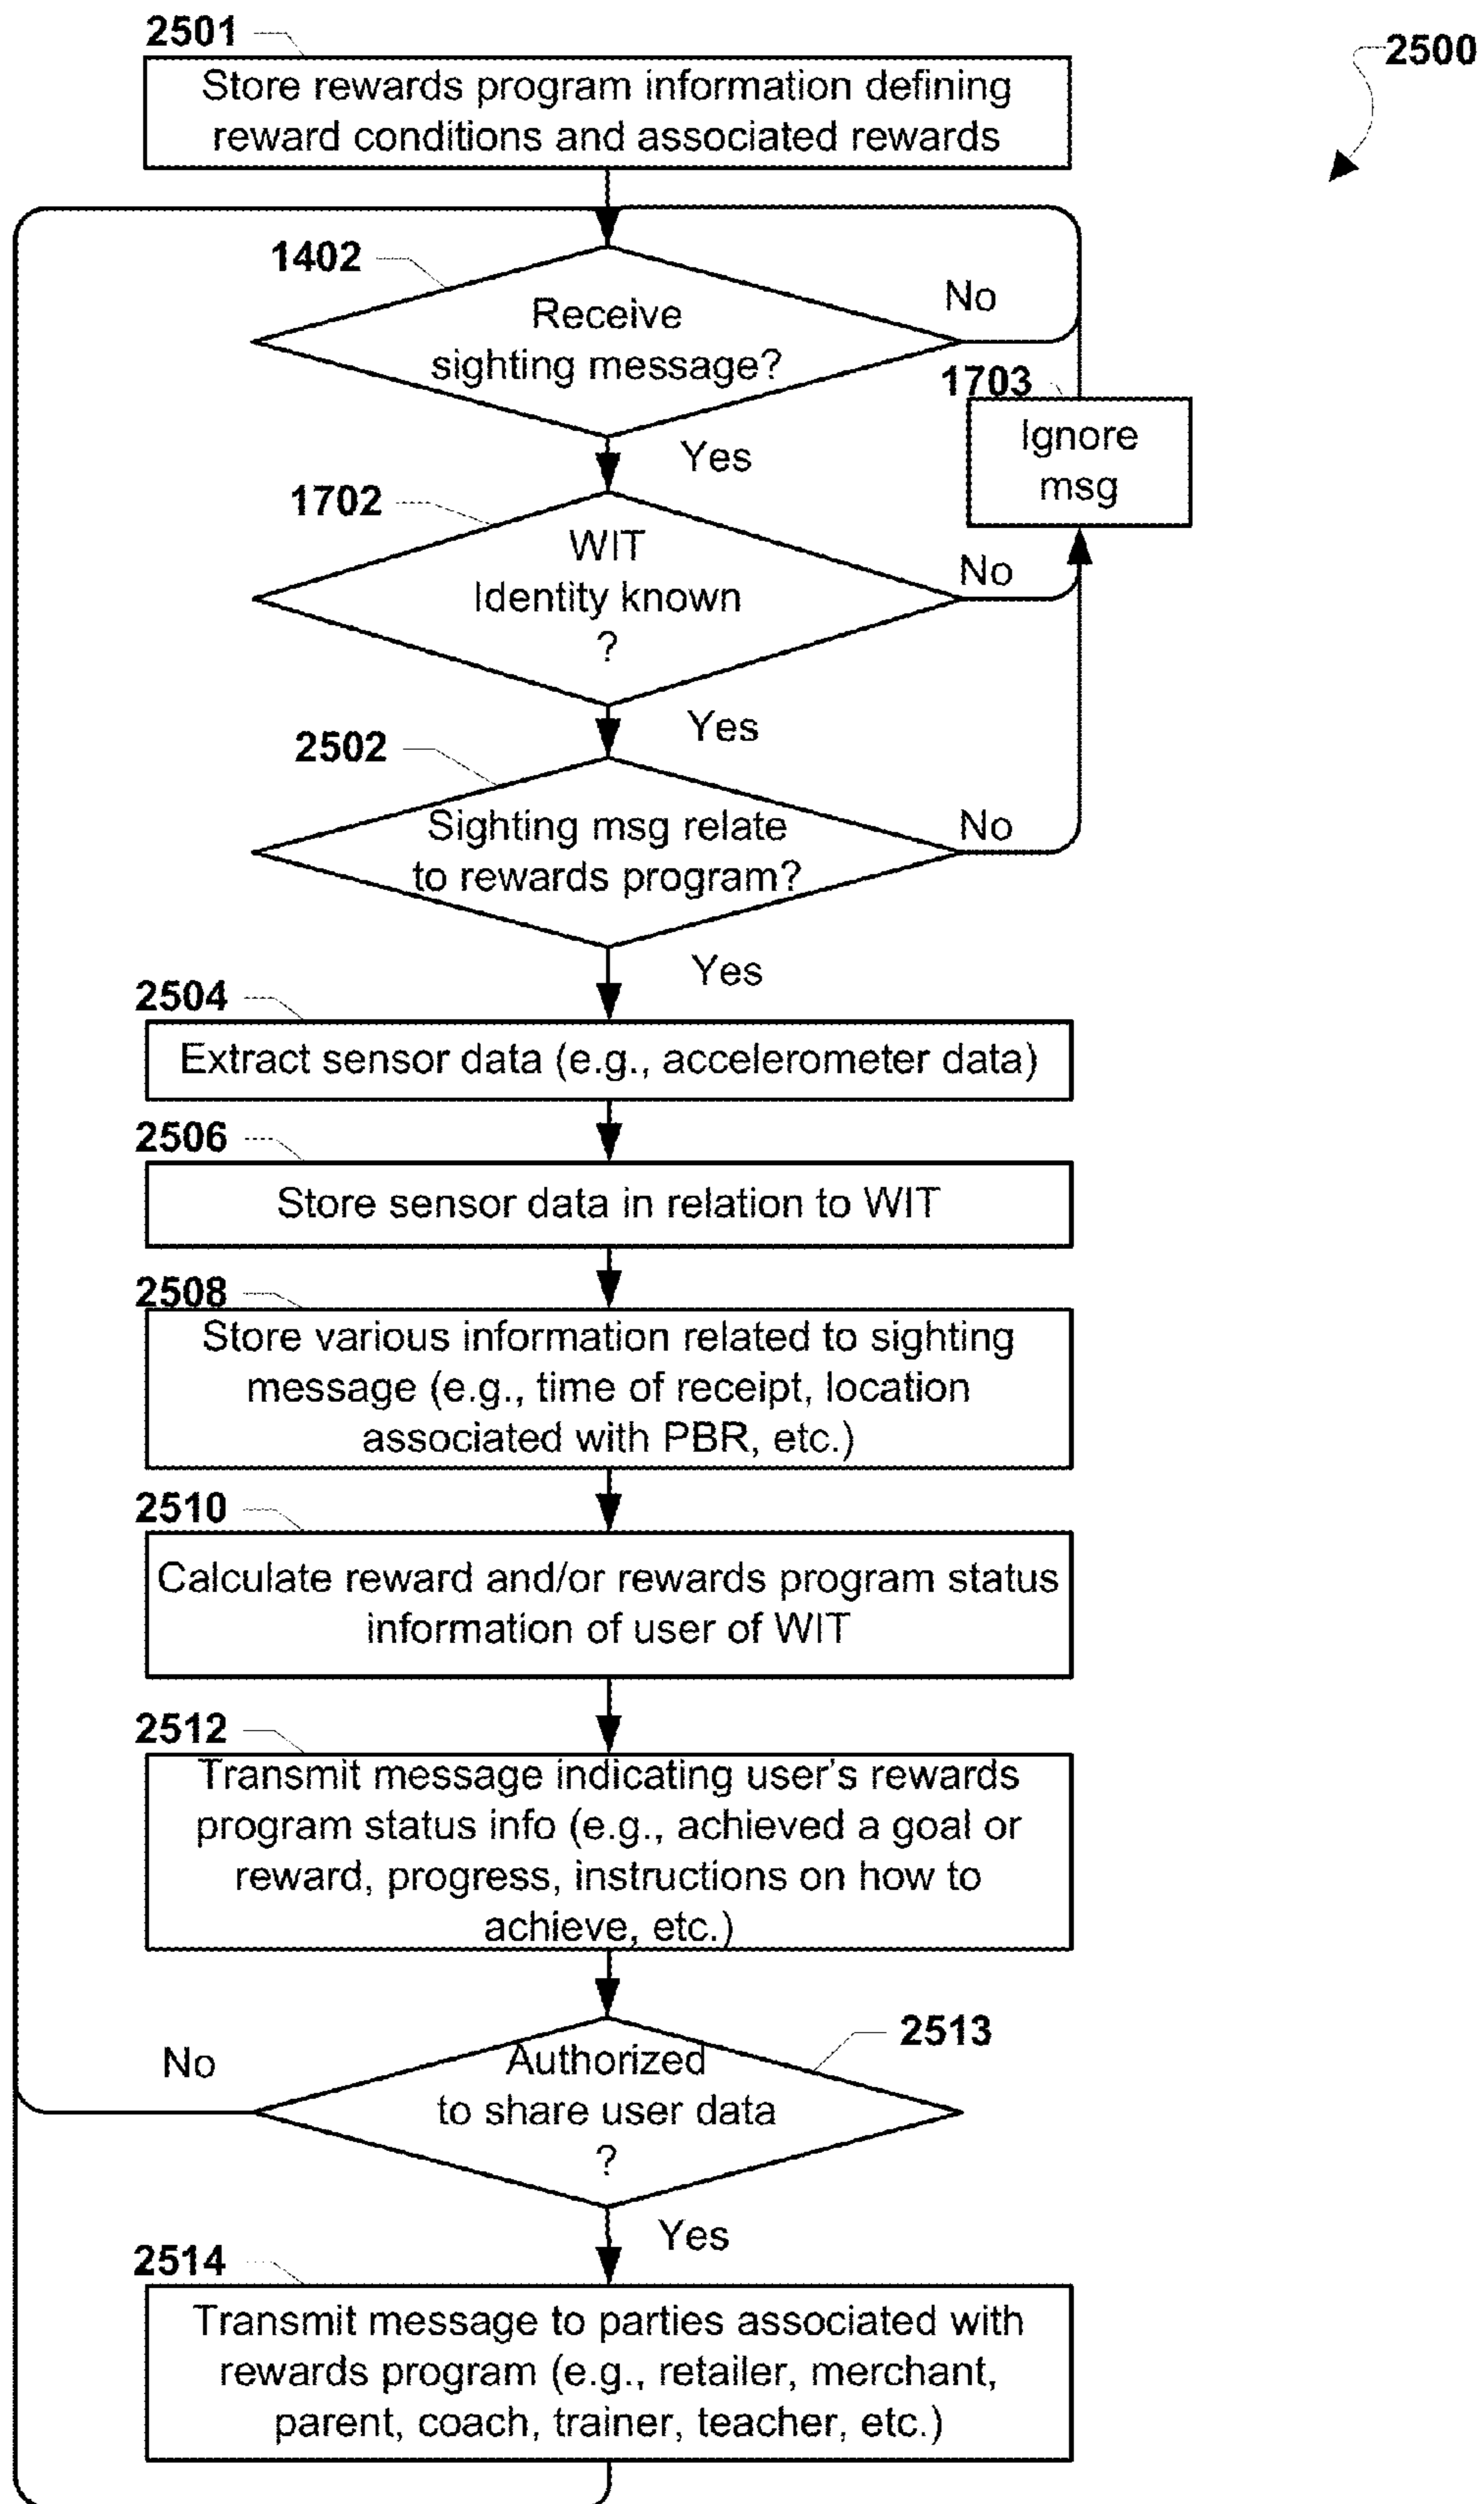 2501
2500
Store rewards program information defining
reward conditions and associated rewards
1402
No
Receive
sighting message?
1703
Ignore
msg
Yes
1702
WIT
Identity known
?
No
Yes
2502
Sighting msg relate
to rewards program?
No
Yes
2504
Extract sensor data (e.g., accelerometer data)
2506
Store sensor data in relation to WIT
2508
Store various information related to sighting
message (e.g., time of receipt, location
associated with PBR, etc.)
2510
Calculate reward and/or rewards program status
information of user of WIT
2512
Transmit message indicating user's rewards
program status info (e.g., achieved a goal or
reward, progress, instructions on how to
achieve, etc.)
2513
No
Authorized
to share user data
?
Yes
2514
Transmit message to parties associated with
rewards program (e.g., retailer, merchant,
parent, coach, trainer, teacher, etc.)